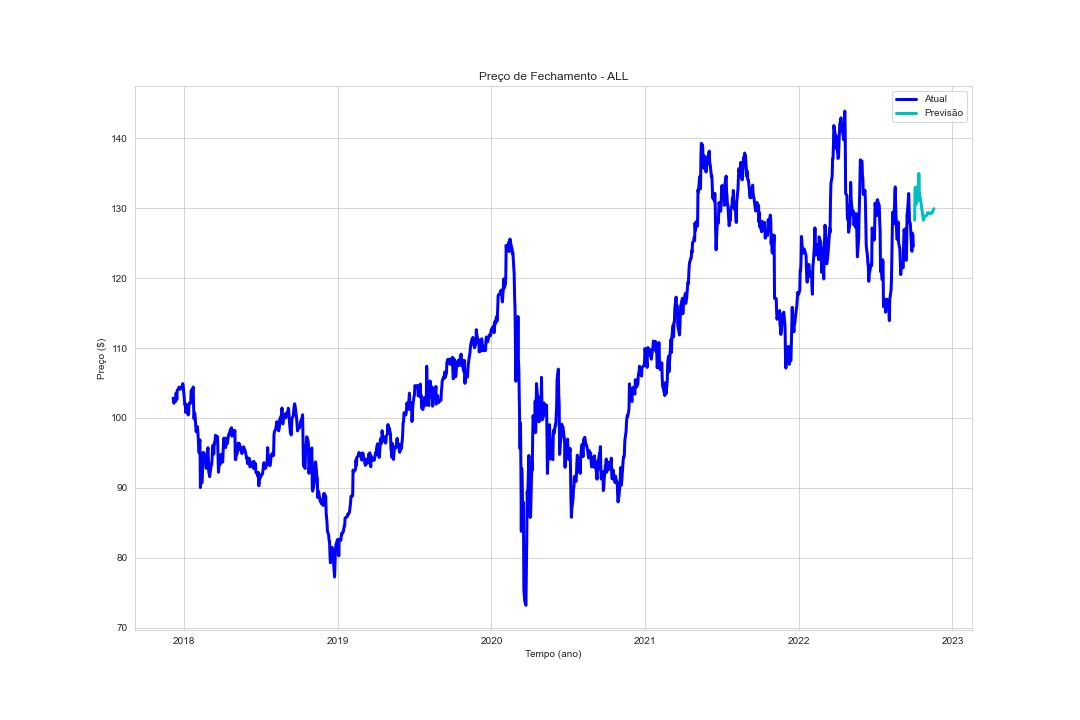 Preço de Fechamento - ALL
Atual
Previsão
Preço ($)
140
130
120
110
100
90
80
70
2018 2019 2020 2021 2022 2023
Tempo (ano)